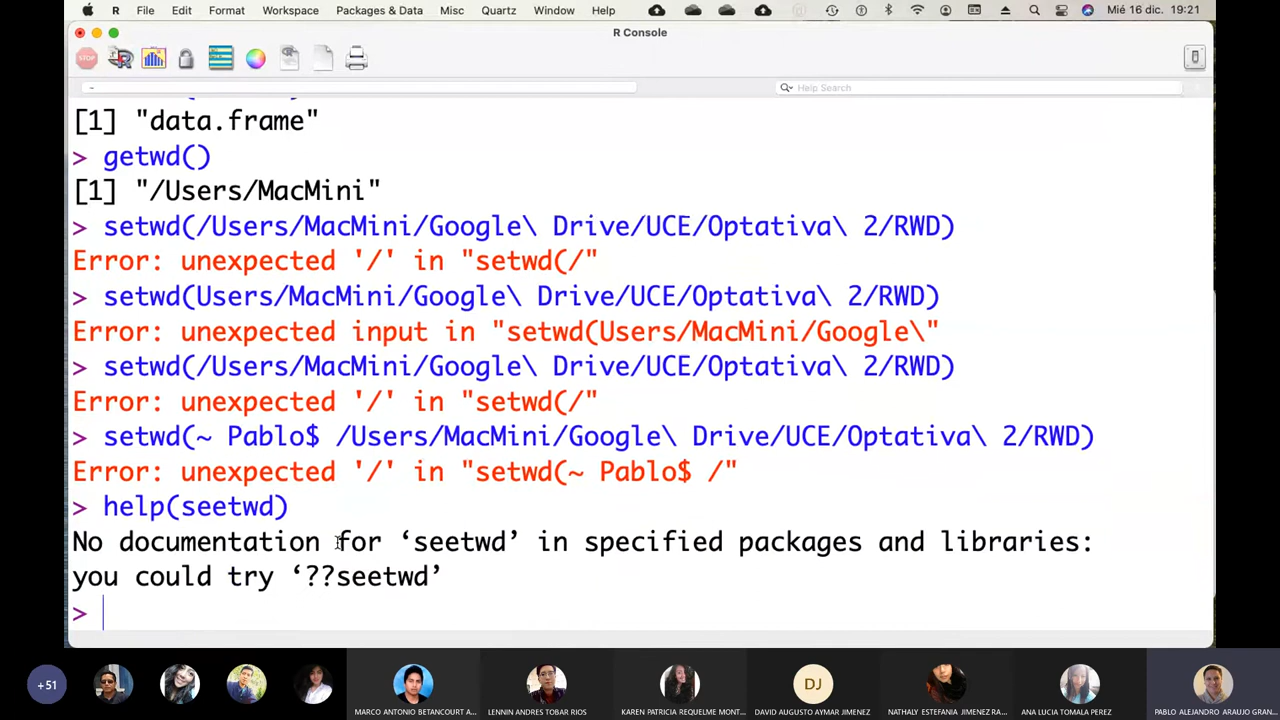 R File Edit Format Workspace Packages & Data Misc Quartz Window Help Mié 16 dic. 19:21
R Console
STOP
~
Help Search
[1] "data.frame"
> getwd()
[1] "/Users/MacMini"
> setwd(/Users/MacMini/Google\ Drive/UCE/Optativa\ 2/RWD)
Error: unexpected '/' in "setwd(/"
> setwd(Users/MacMini/Google\ Drive/UCE/Optativa\ 2/RWD)
Error: unexpected input in "setwd(Users/MacMini/Google\"
> setwd(/Users/MacMini/Google\ Drive/UCE/Optativa\ 2/RWD)
Error: unexpected '/' in "setwd(/"
> setwd(~ Pablo$ /Users/MacMini/Google\ Drive/UCE/Optativa\ 2/RWD)
Error: unexpected '/' in "setwd(~ Pablo$ /"
> help(seetwd)
No documentation for ‘seetwd’ in specified packages and libraries:
you could try ‘??seetwd’
>
+51
DJ
MARCO ANTONIO BETANCOURT A... LENNIN ANDRES TOBAR RIOS KAREN PATRICIA REQUELME MONT... DAVID AUGUSTO AYMAR JIMENEZ NATHALY ESTEFANIA JIMENEZ RA... ANA LUCIA TOMALA PEREZ PABLO ALEJANDRO ARAUJO GRAN...